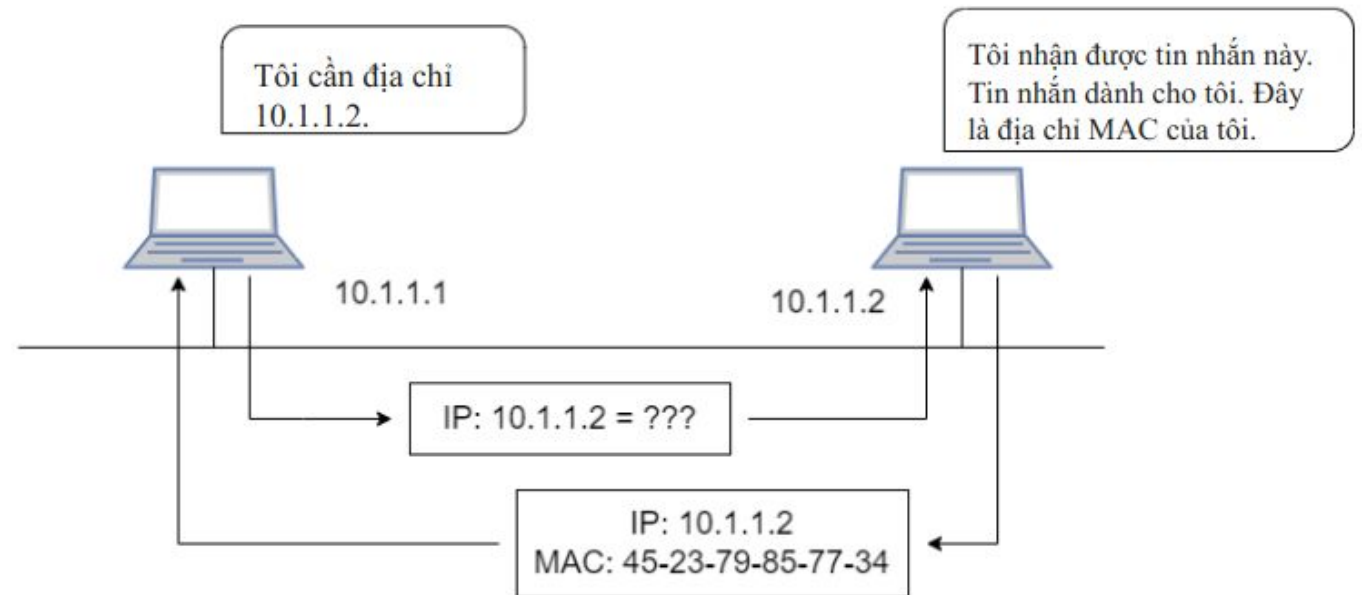 Tôi cần địa chỉ
10.1.1.2.
Tôi nhận được tin nhắn này.
Tin nhắn dành cho tôi. Đây
là địa chỉ MAC của tôi.
10.1.1.1
10.1.1.2
IP: 10.1.1.2 = ???
IP: 10.1.1.2
MAC: 45-23-79-85-77-34